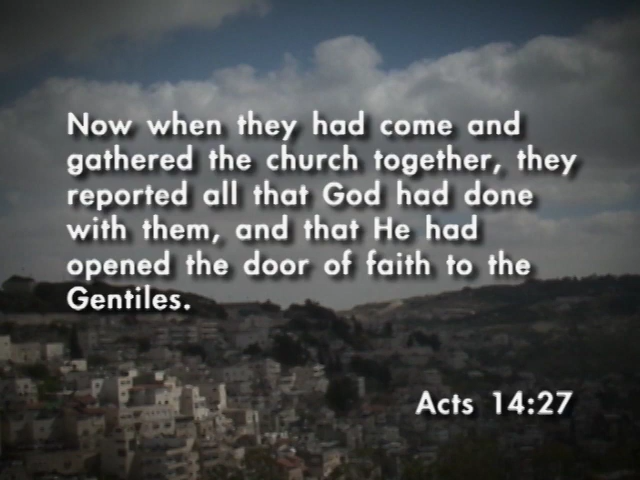 Now when they had come and
gathered the church together, they
reported all that God had done
with them, and that He had
opened the door of faith to the
Gentiles.
Acts 14:27